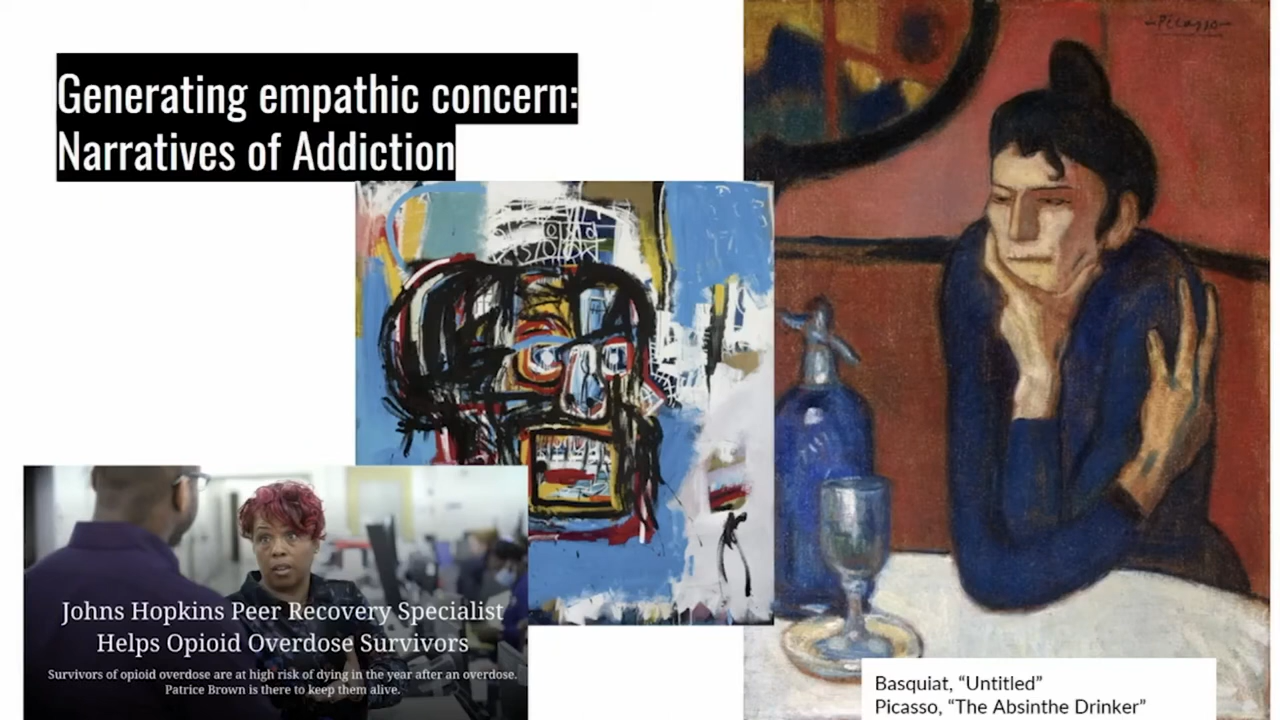 Generating empathic concern:
Narratives of Addiction
Picasso
Johns Hopkins Peer Recovery Specialist
Helps Opioid Overdose Survivors
Survivors of opioid overdose are at high risk of dying in the year after an overdose.
Patrice Brown is there to keep them alive.
Basquiat, “Untitled”
Picasso, “The Absinthe Drinker”